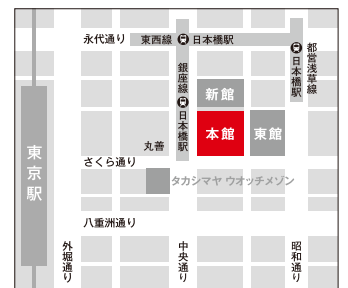 永代通り
東西線 日本橋駅
都営浅草線
日本橋駅
銀座線
日本橋駅
新館
本館
東館
丸善
東京駅
さくら通り
タカシマヤ ウオッチメゾン
八重洲通り
外堀通り
中央通り
昭和通り